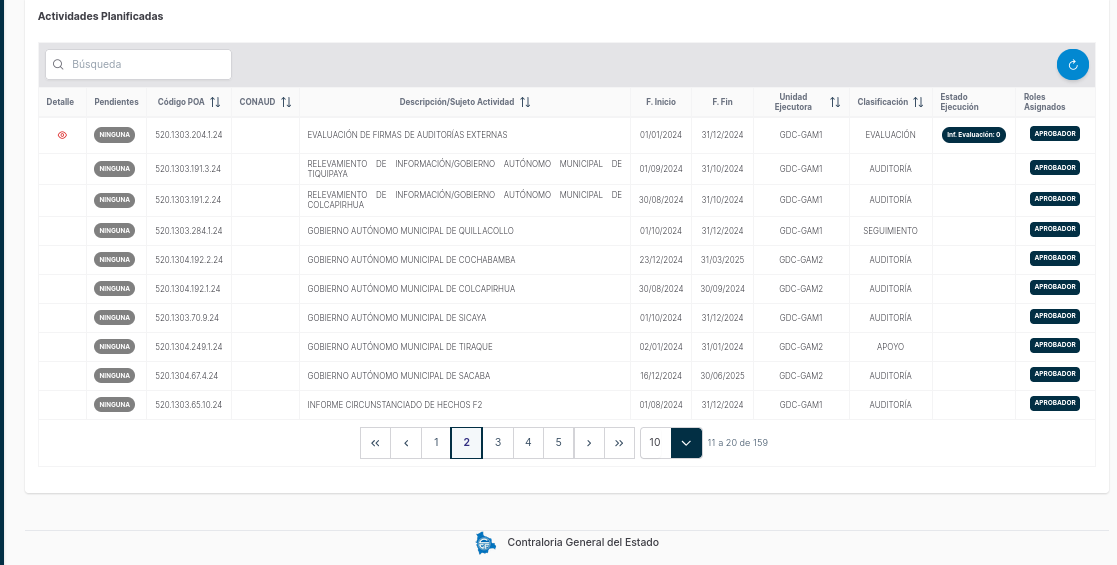 Actividades Planificadas
Búsqueda
Detalle Pendientes Código POA CONAUD Descripción/Sujeto Actividad F. Inicio F. Fin Unidad Ejecutora Clasificación Estado Ejecución Roles Asignados
NINGUNA 520.1303.204.1.24 EVALUACIÓN DE FIRMAS DE AUDITORÍAS EXTERNAS 01/01/2024 31/12/2024 GDC-GAM1 EVALUACIÓN Inf. Evaluación: 0 APROBADOR
NINGUNA 520.1303.191.3.24 RELEVAMIENTO DE INFORMACIÓN/GOBIERNO AUTÓNOMO MUNICIPAL DE TIQUIPAYA 01/09/2024 31/10/2024 GDC-GAM1 AUDITORÍA APROBADOR
NINGUNA 520.1303.191.2.24 RELEVAMIENTO DE INFORMACIÓN/GOBIERNO AUTÓNOMO MUNICIPAL DE COLCAPIRHUA 30/08/2024 31/10/2024 GDC-GAM1 AUDITORÍA APROBADOR
NINGUNA 520.1303.284.1.24 GOBIERNO AUTÓNOMO MUNICIPAL DE QUILLACOLLO 01/10/2024 31/12/2024 GDC-GAM1 SEGUIMIENTO APROBADOR
NINGUNA 520.1304.192.2.24 GOBIERNO AUTÓNOMO MUNICIPAL DE COCHABAMBA 23/12/2024 31/03/2025 GDC-GAM2 AUDITORÍA APROBADOR
NINGUNA 520.1304.192.1.24 GOBIERNO AUTÓNOMO MUNICIPAL DE COLCAPIRHUA 30/08/2024 30/09/2024 GDC-GAM2 AUDITORÍA APROBADOR
NINGUNA 520.1303.70.9.24 GOBIERNO AUTÓNOMO MUNICIPAL DE SICAYA 01/10/2024 31/12/2024 GDC-GAM1 AUDITORÍA APROBADOR
NINGUNA 520.1304.249.1.24 GOBIERNO AUTÓNOMO MUNICIPAL DE TIRAQUE 02/01/2024 31/01/2024 GDC-GAM2 APOYO APROBADOR
NINGUNA 520.1304.67.4.24 GOBIERNO AUTÓNOMO MUNICIPAL DE SACABA 16/12/2024 30/06/2025 GDC-GAM2 AUDITORÍA APROBADOR
NINGUNA 520.1303.65.10.24 INFORME CIRCUNSTANCIADO DE HECHOS F2 01/08/2024 31/12/2024 GDC-GAM1 AUDITORÍA APROBADOR
« ‹ 1 2 3 4 5 › » 10 11 a 20 de 159
Contraloria General del Estado